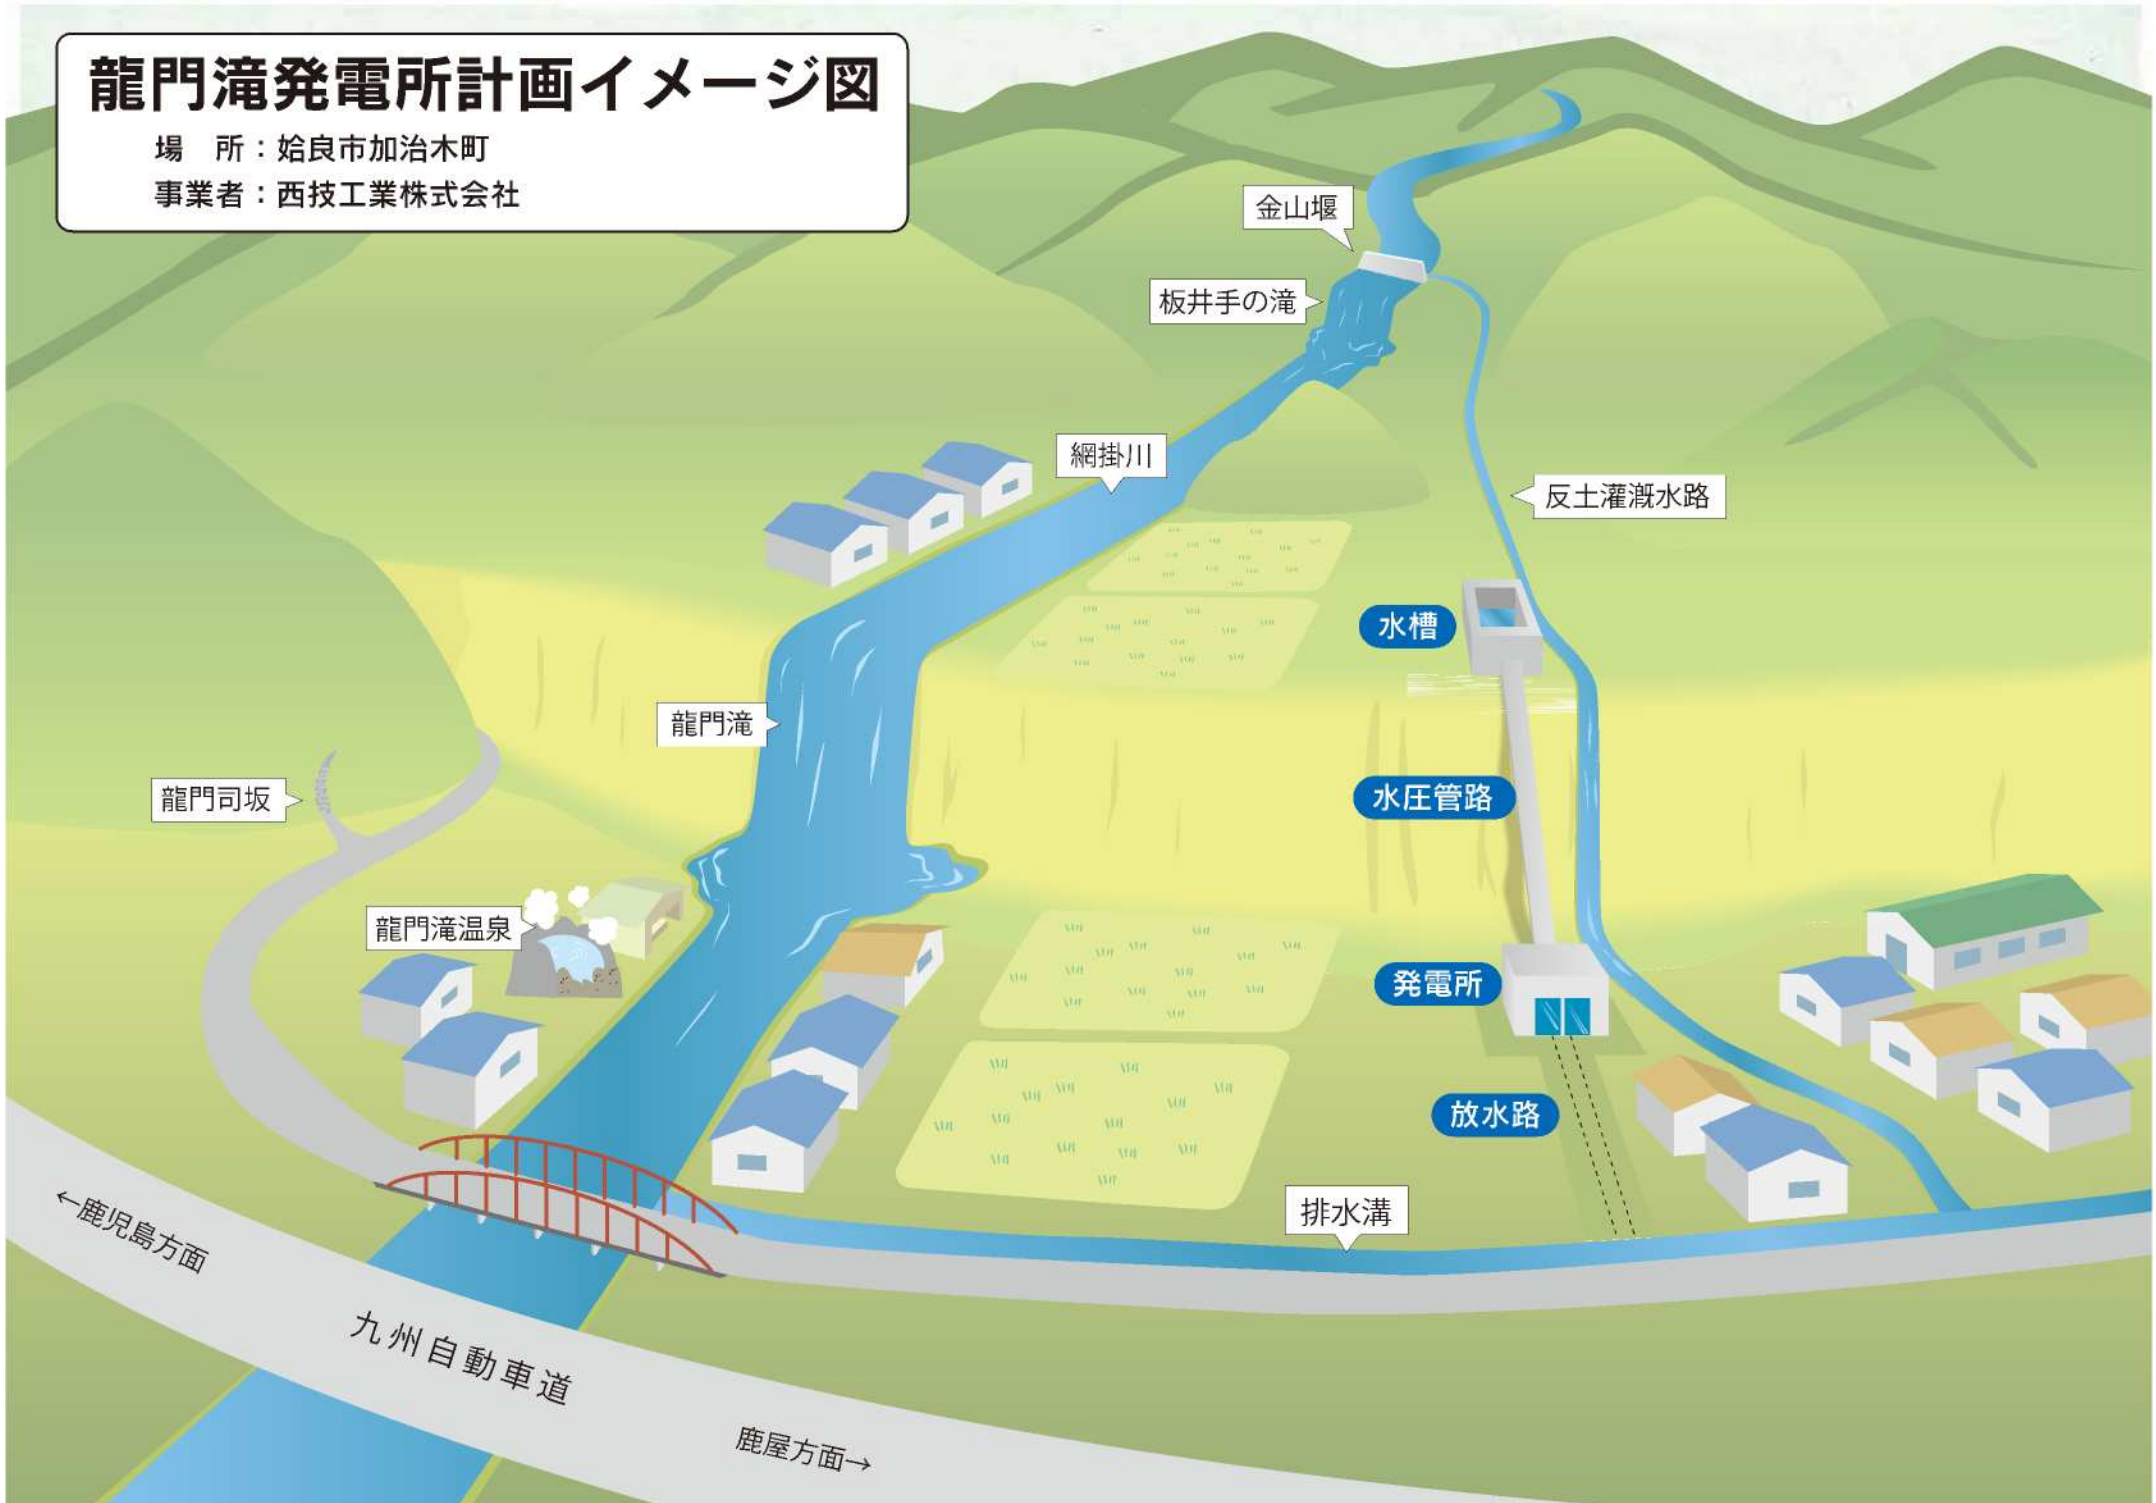 龍門滝発電所計画イメージ図
場　所：姶良市加治木町
事業者：西技工業株式会社
金山堰
板井手の滝
網掛川
反土灌漑水路
水槽
龍門滝
水圧管路
龍門司坂
龍門滝温泉
発電所
放水路
排水溝
←鹿児島方面
九州自動車道
鹿屋方面→